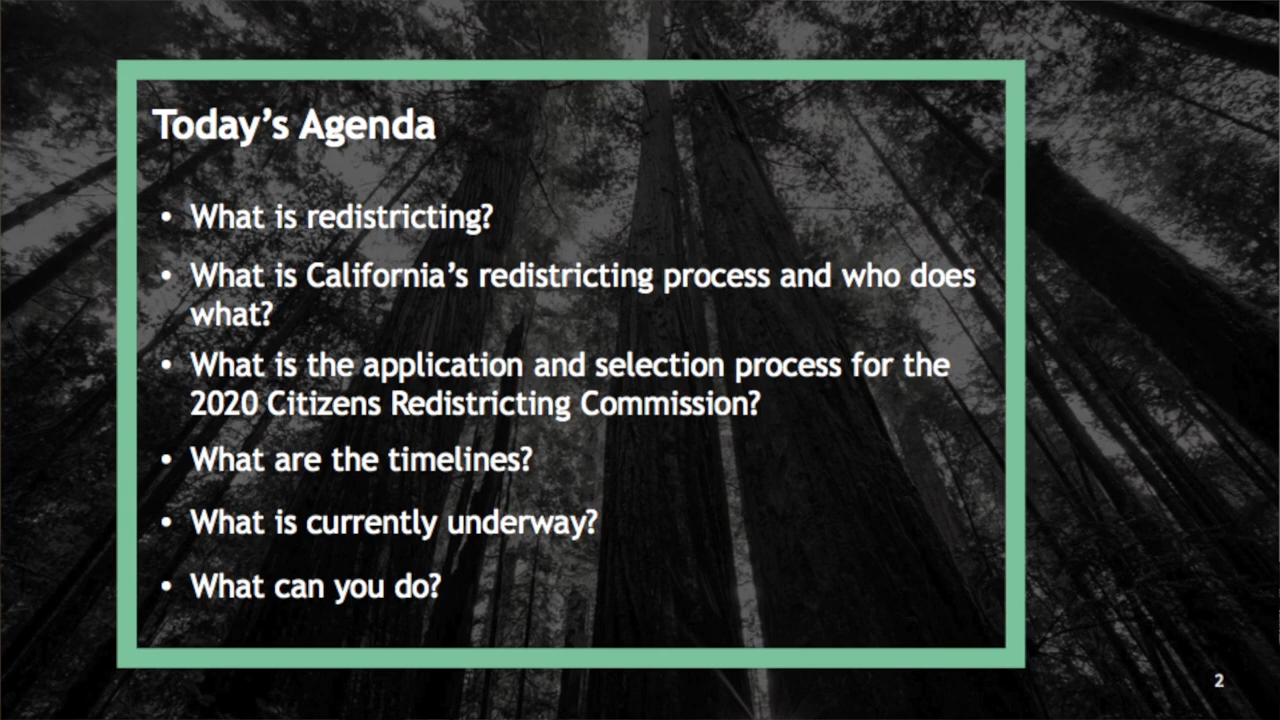 Today’s Agenda
• What is redistricting?
• What is California’s redistricting process and who does
what?
• What is the application and selection process for the
2020 Citizens Redistricting Commission?
• What are the timelines?
• What is currently underway?
• What can you do?
2